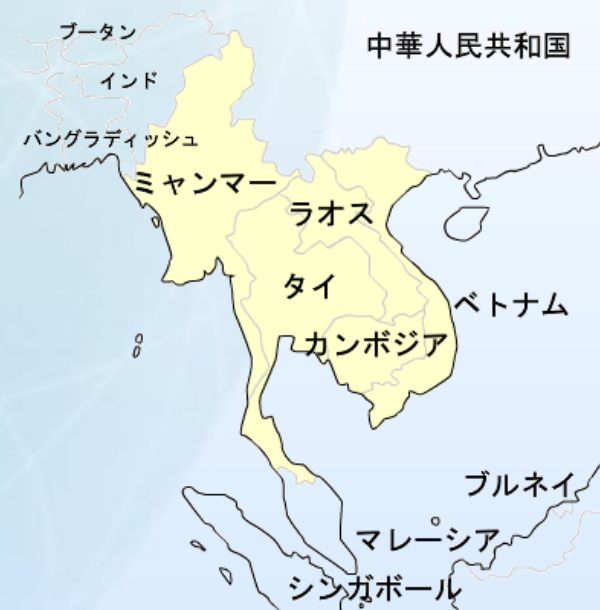 ブータン
中華人民共和国
インド
バングラディッシュ
ミャンマー
ラオス
タイ
ベトナム
カンボジア
ブルネイ
マレーシア
シンガポール